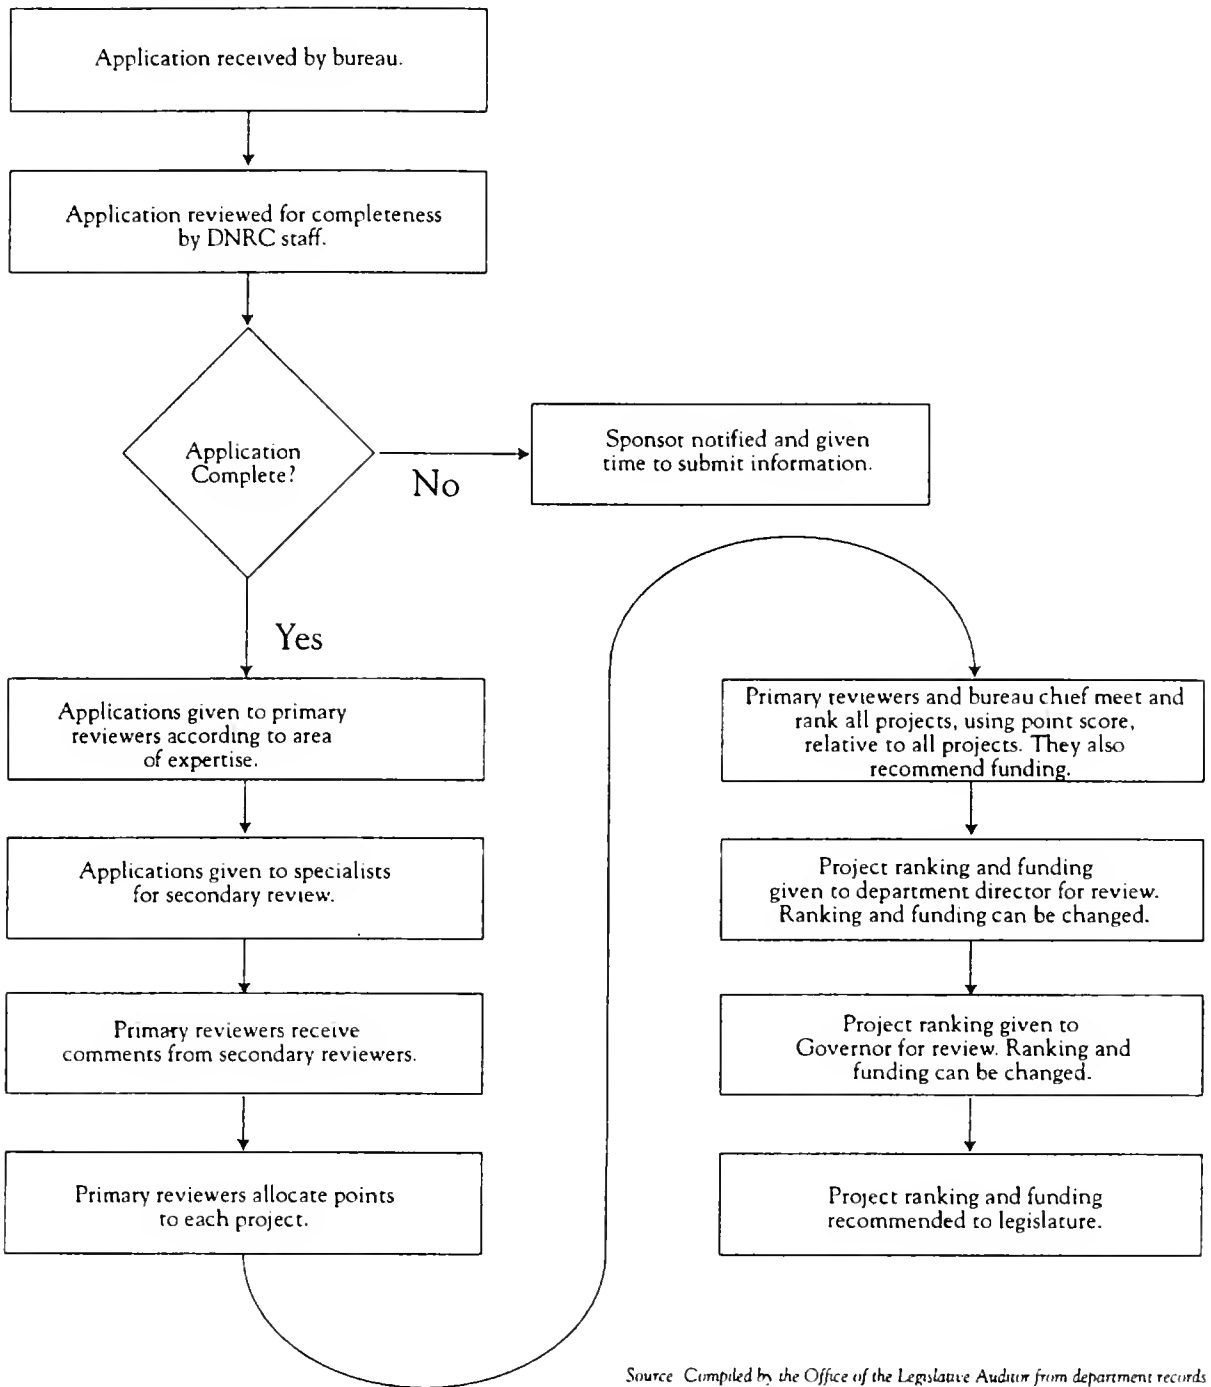 Application received by bureau.
Application reviewed for completeness
by DNRC staff.
Application
Complete?
No
Sponsor notified and given
time to submit information.
Yes
Applications given to primary
reviewers according to area
of expertise.
Applications given to specialists
for secondary review.
Primary reviewers receive
comments from secondary reviewers.
Primary reviewers allocate points
to each project.
Primary reviewers and bureau chief meet and
rank all projects, using point score,
relative to all projects. They also
recommend funding.
Project ranking and funding
given to department director for review.
Ranking and funding can be changed.
Project ranking given to
Governor for review. Ranking and
funding can be changed.
Project ranking and funding
recommended to legislature.
Source Compiled by the Office of the Legislative Auditor from department records